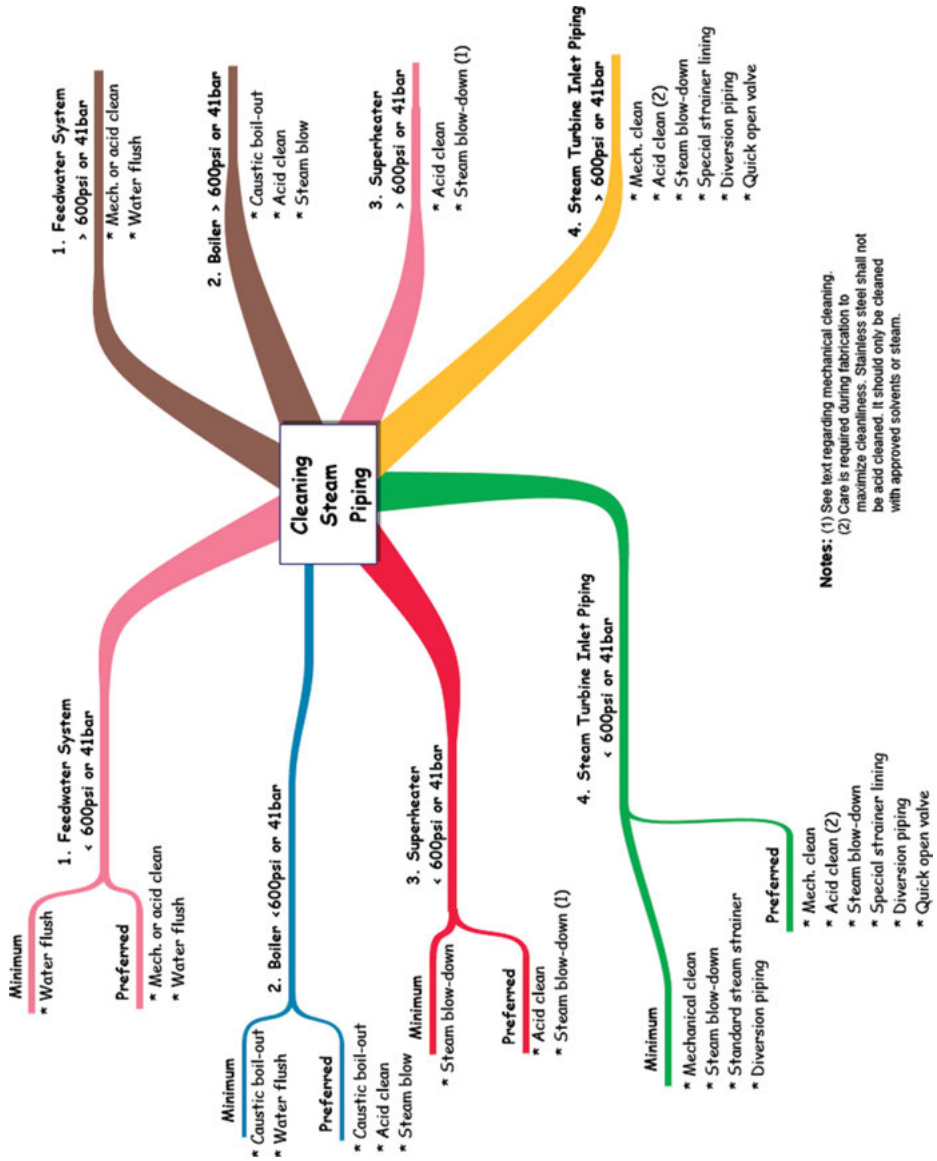 Cleaning
Steam
Piping
1. Feedwater System
< 600psi or 41bar
Minimum
* Water flush
Preferred
* Mech. or acid clean
* Water flush
2. Boiler <600psi or 41bar
Minimum
* Caustic boil-out
* Water flush
Preferred
* Caustic boil-out
* Acid clean
* Steam blow
3. Superheater
< 600psi or 41bar
Minimum
* Steam blow-down
Preferred
* Acid clean
* Steam blow-down (1)
4. Steam Turbine Inlet Piping
< 600psi or 41bar
Minimum
* Mechanical clean
* Steam blow-down
* Standard steam strainer
* Diversion piping
Preferred
* Mech. clean
* Acid clean (2)
* Steam blow-down
* Special strainer lining
* Diversion piping
* Quick open valve
1. Feedwater System
> 600psi or 41bar
* Mech. or acid clean
* Water flush
2. Boiler > 600psi or 41bar
* Caustic boil-out
* Acid clean
* Steam blow
3. Superheater
> 600psi or 41bar
* Acid clean
* Steam blow-down (1)
4. Steam Turbine Inlet Piping
> 600psi or 41bar
* Mech. clean
* Acid clean (2)
* Steam blow-down
* Special strainer lining
* Diversion piping
* Quick open valve
Notes: (1) See text regarding mechanical cleaning.
(2) Care is required during fabrication to
maximize cleanliness. Stainless steel shall not
be acid cleaned. It should only be cleaned
with approved solvents or steam.